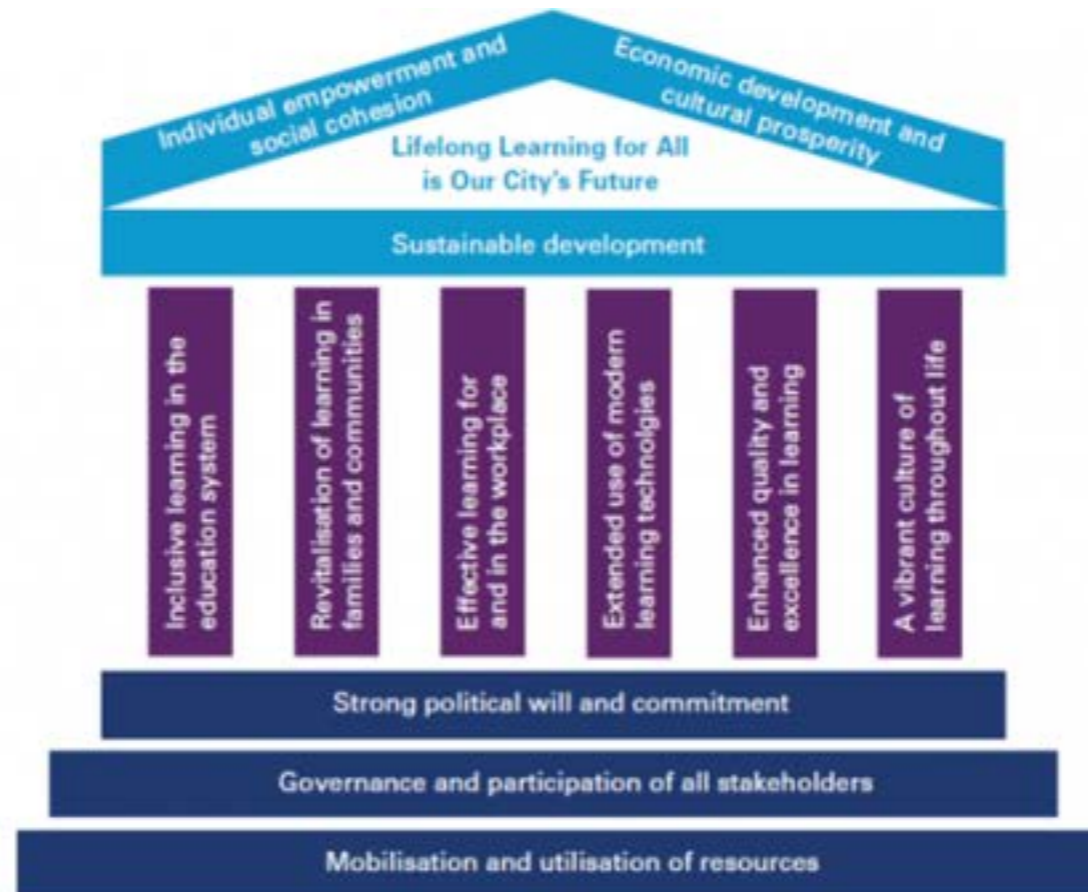 Individual empowerment and
social cohesion
Economic development and
cultural prosperity
Lifelong Learning for All
is Our City's Future
Sustainable development
Inclusive learning in the
education system
Revitalisation of learning in
families and communities
Effective learning for
and in the workplace
Extended use of modern
learning technolgies
Enhanced quality and
excellence in learning
A vibrant culture of
learning throughout life
Strong political will and commitment
Governance and participation of all stakeholders
Mobilisation and utilisation of resources